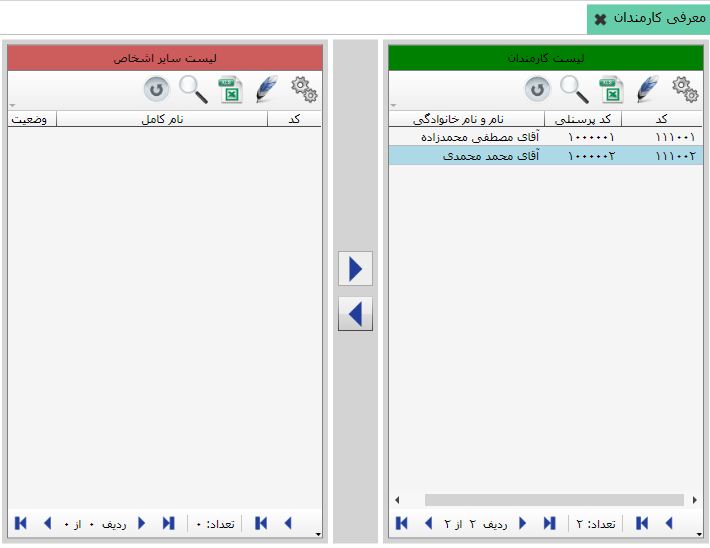 معرفی کارمندان
لیست کارمندان
کد	کد پرسنلی	نام و نام خانوادگی
۱۱۱۰۰۱	۱۰۰۰۰۰۱	آقای مصطفی محمدزاده
۱۱۱۰۰۲	۱۰۰۰۰۰۲	آقای محمد محمدی
تعداد: ۲	ردیف ۲ از ۲
لیست سایر اشخاص
کد	نام کامل	وضعیت
تعداد: ۰	ردیف ۰ از ۰